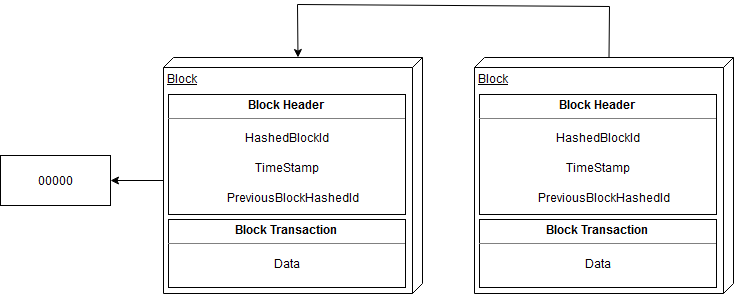 Block
Block Header
HashedBlockId
TimeStamp
PreviousBlockHashedId
Block Transaction
Data
Block
Block Header
HashedBlockId
TimeStamp
PreviousBlockHashedId
Block Transaction
Data
00000